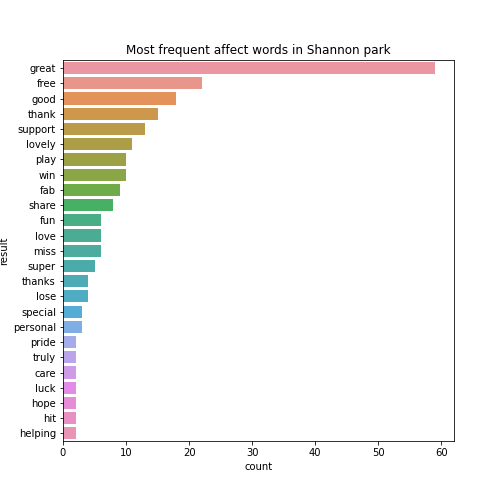 Most frequent affect words in Shannon park
great
free
good
thank
support
lovely
play
win
fab
share
fun
love
miss
super
thanks
lose
special
personal
pride
truly
care
luck
hope
hit
helping
result
0 10 20 30 40 50 60
count